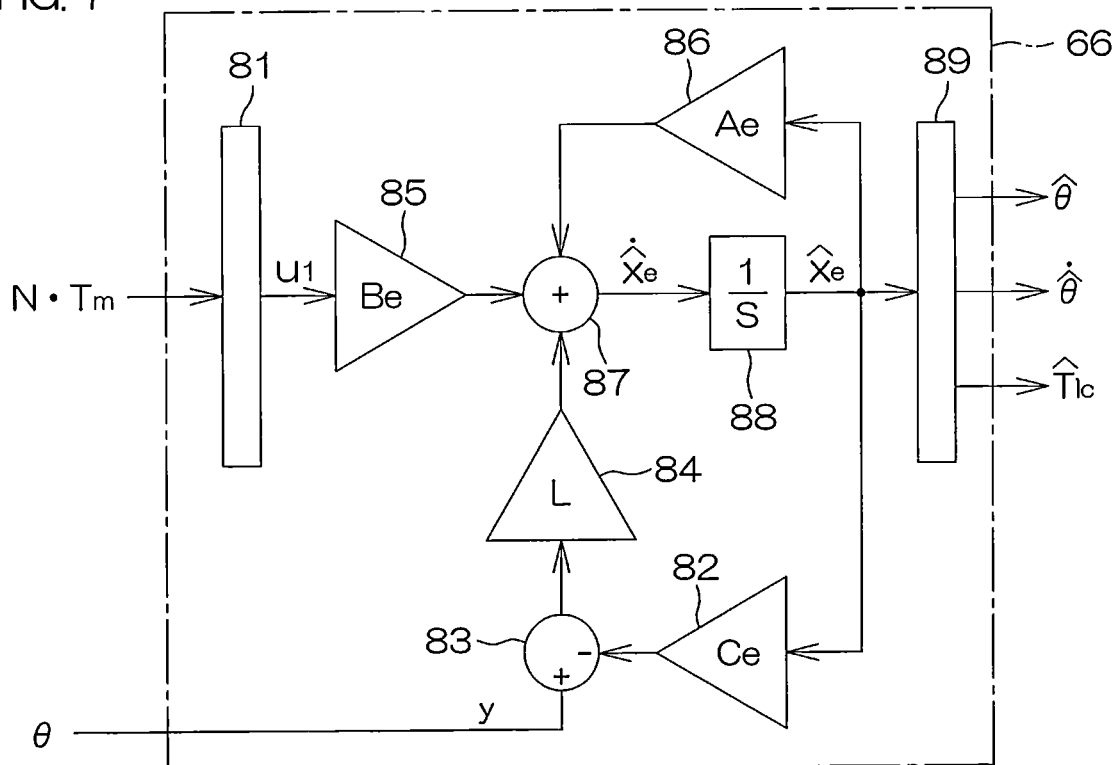 FIG. 7
66
86
89
81
Ae
θ̂
85
ẋ̂e
1
S
x̂e
N・Tm
u1
Be
+
θ̂̇
87
88
T̂lc
L
84
82
83
-
+
Ce
y
θ